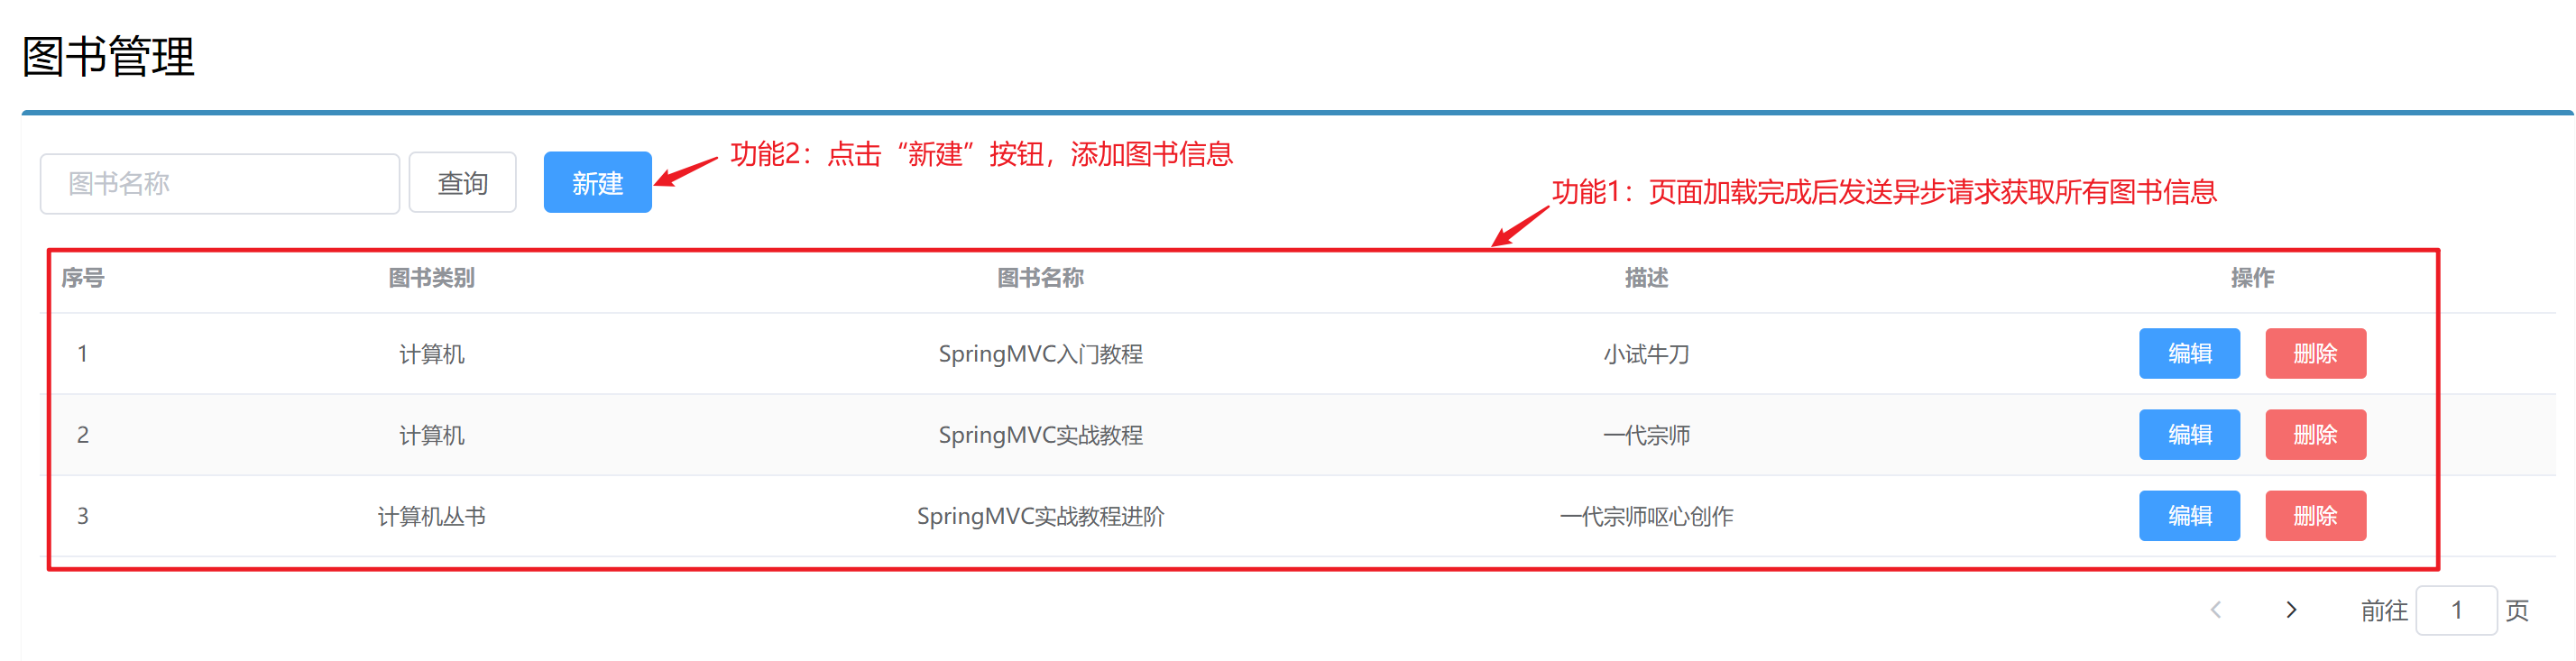 图书管理
功能2：点击“新建”按钮，添加图书信息
图书名称 查询 新建
功能1：页面加载完成后发送异步请求获取所有图书信息
序号 图书类别 图书名称 描述 操作
1 计算机 SpringMVC入门教程 小试牛刀 编辑 删除
2 计算机 SpringMVC实战教程 一代宗师 编辑 删除
3 计算机丛书 SpringMVC实战教程进阶 一代宗师呕心创作 编辑 删除
前往 1 页